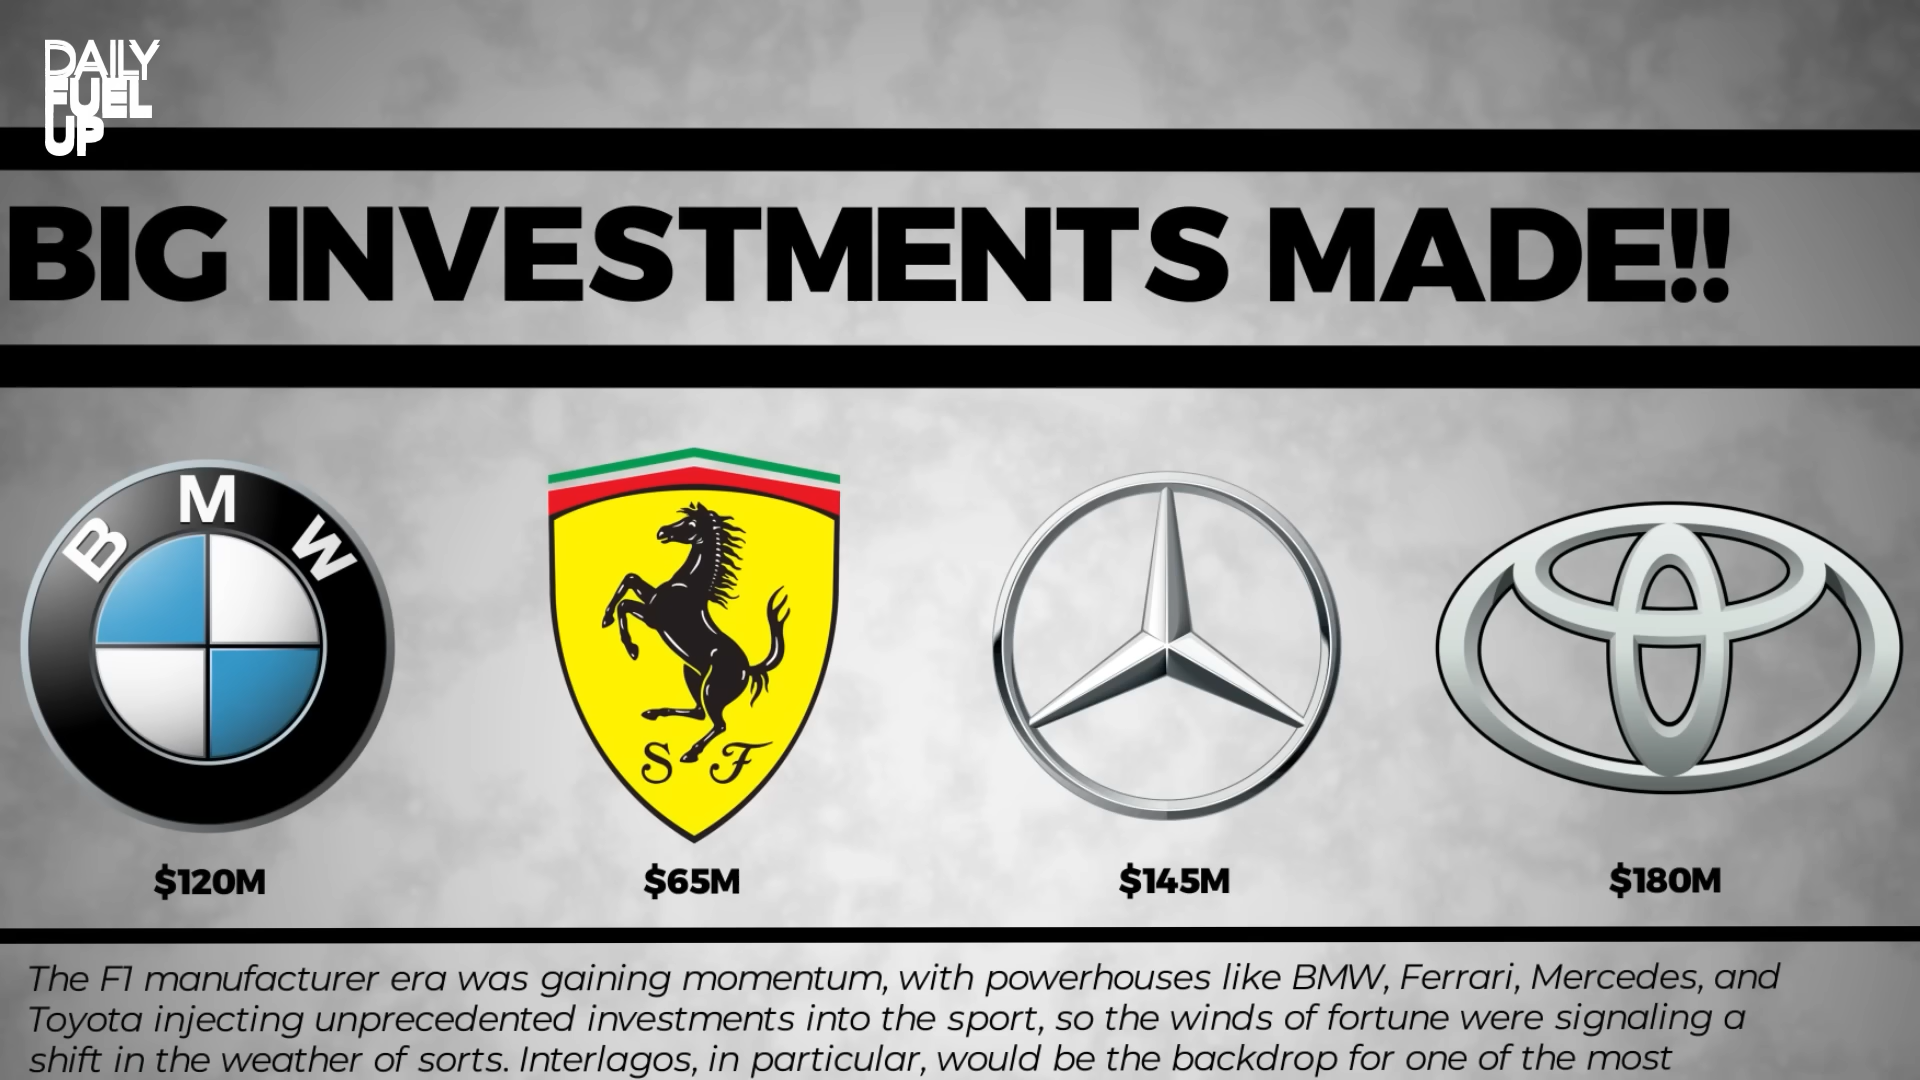 DAILY
FUEL
UP
BIG INVESTMENTS MADE!!
B M W
S F
$120M $65M $145M $180M
The F1 manufacturer era was gaining momentum, with powerhouses like BMW, Ferrari, Mercedes, and
Toyota injecting unprecedented investments into the sport, so the winds of fortune were signaling a
shift in the weather of sorts. Interlagos, in particular, would be the backdrop for one of the most